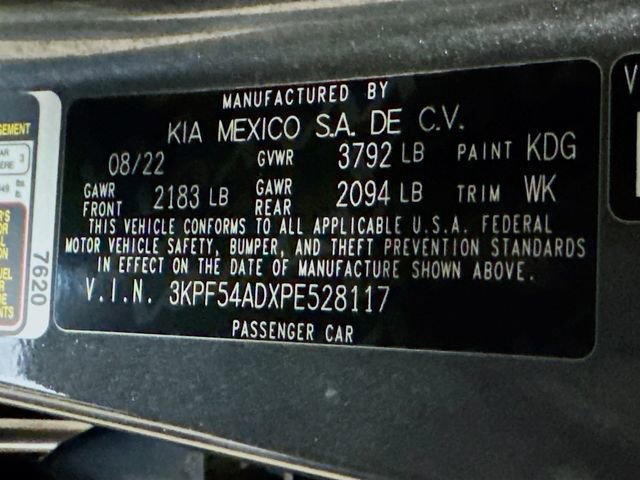 MANUFACTURED BY
KIA MEXICO S.A. DE C.V.
08/22 GVWR 3792 LB PAINT KDG
GAWR FRONT 2183 LB GAWR REAR 2094 LB TRIM WK
THIS VEHICLE CONFORMS TO ALL APPLICABLE U.S.A. FEDERAL
MOTOR VEHICLE SAFETY, BUMPER, AND THEFT PREVENTION STANDARDS
IN EFFECT ON THE DATE OF MANUFACTURE SHOWN ABOVE.
V.I.N. 3KPF54ADXPE528117
PASSENGER CAR
7620